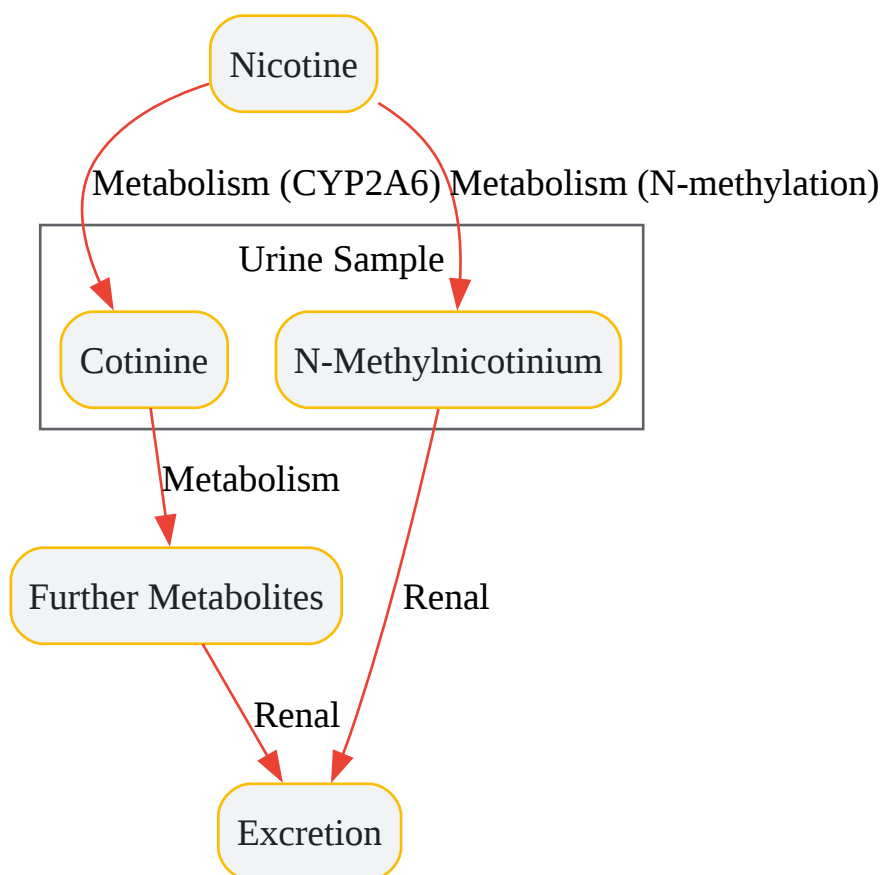 Nicotine
Metabolism (CYP2A6)
Metabolism (N-methylation)
Urine Sample
Cotinine
N-Methylnicotinium
Metabolism
Further Metabolites
Renal
Renal
Excretion